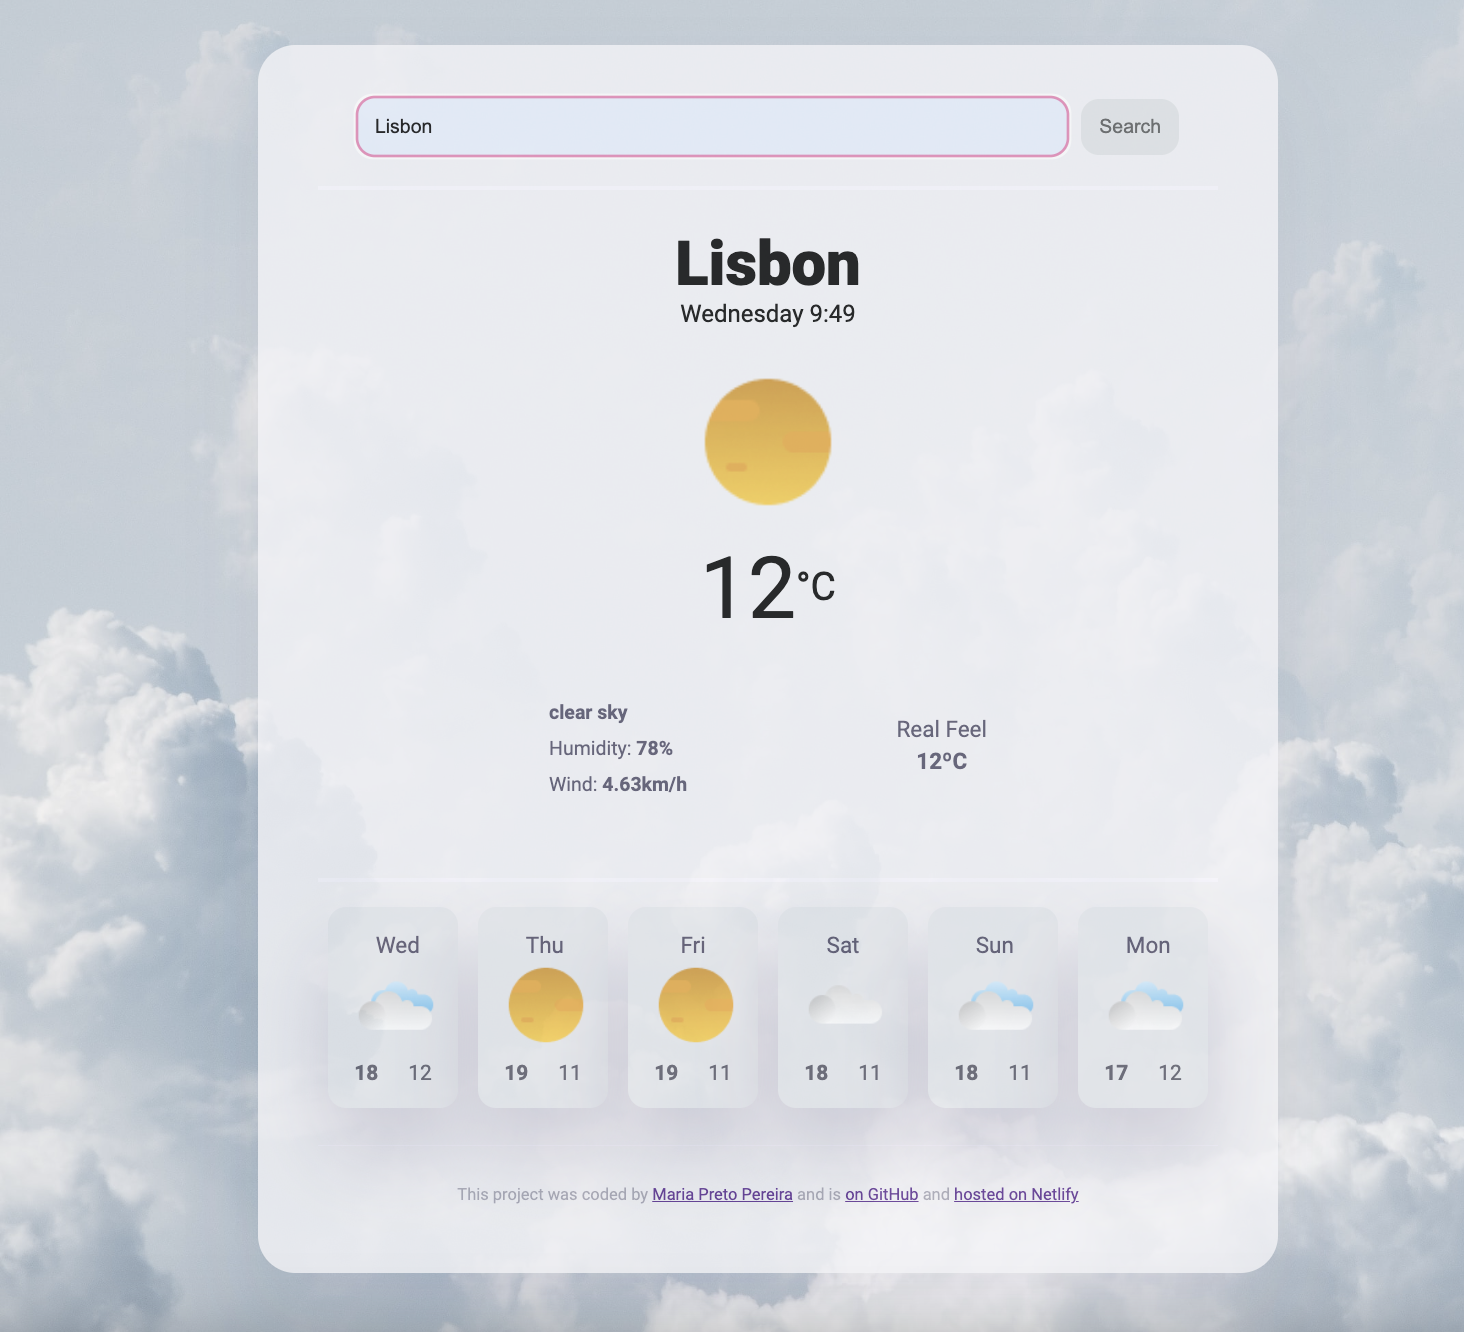 Lisbon
Search
Lisbon
Wednesday 9:49
12°C
clear sky
Humidity: 78%
Wind: 4.63km/h
Real Feel
12ºC
Wed Thu Fri Sat Sun Mon
18 12 19 11 19 11 18 11 18 11 17 12
This project was coded by Maria Preto Pereira and is on GitHub and hosted on Netlify